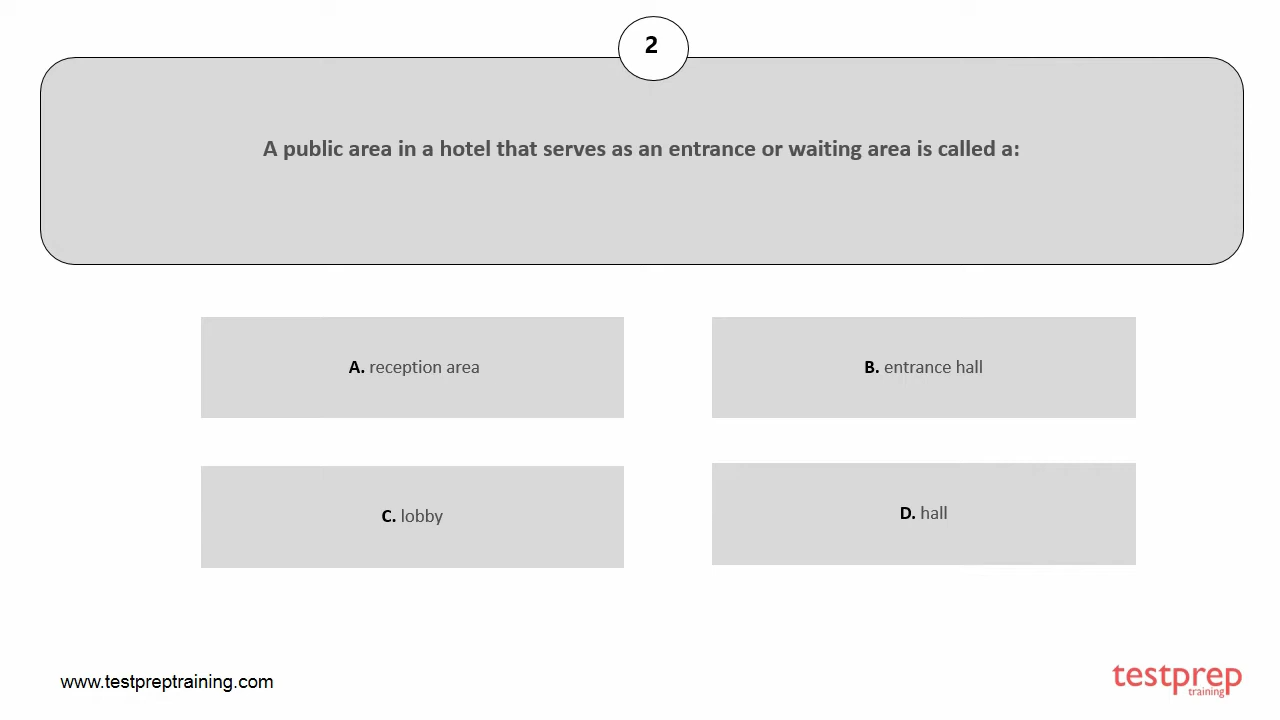 2
A public area in a hotel that serves as an entrance or waiting area is called a:
A. reception area
B. entrance hall
C. lobby
D. hall
www.testpreptraining.com
testprep
training